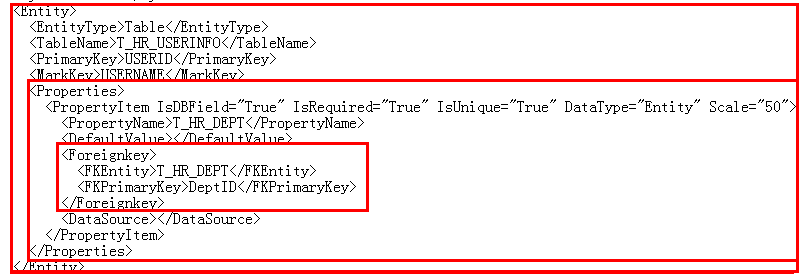 <Entity>
<EntityType>Table</EntityType>
<TableName>T_HR_USERINFO</TableName>
<PrimaryKey>USERID</PrimaryKey>
<MarkKey>USERNAME</MarkKey>
<Properties>
<PropertyItem IsDBField="True" IsRequired="True" IsUnique="True" DataType="Entity" Scale="50">
<PropertyName>T_HR_DEPT</PropertyName>
<DefaultValue></DefaultValue>
<Foreignkey>
<FKEntity>T_HR_DEPT</FKEntity>
<FKPrimaryKey>DeptID</FKPrimaryKey>
</Foreignkey>
<DataSource></DataSource>
</PropertyItem>
</Properties>
</Entity>